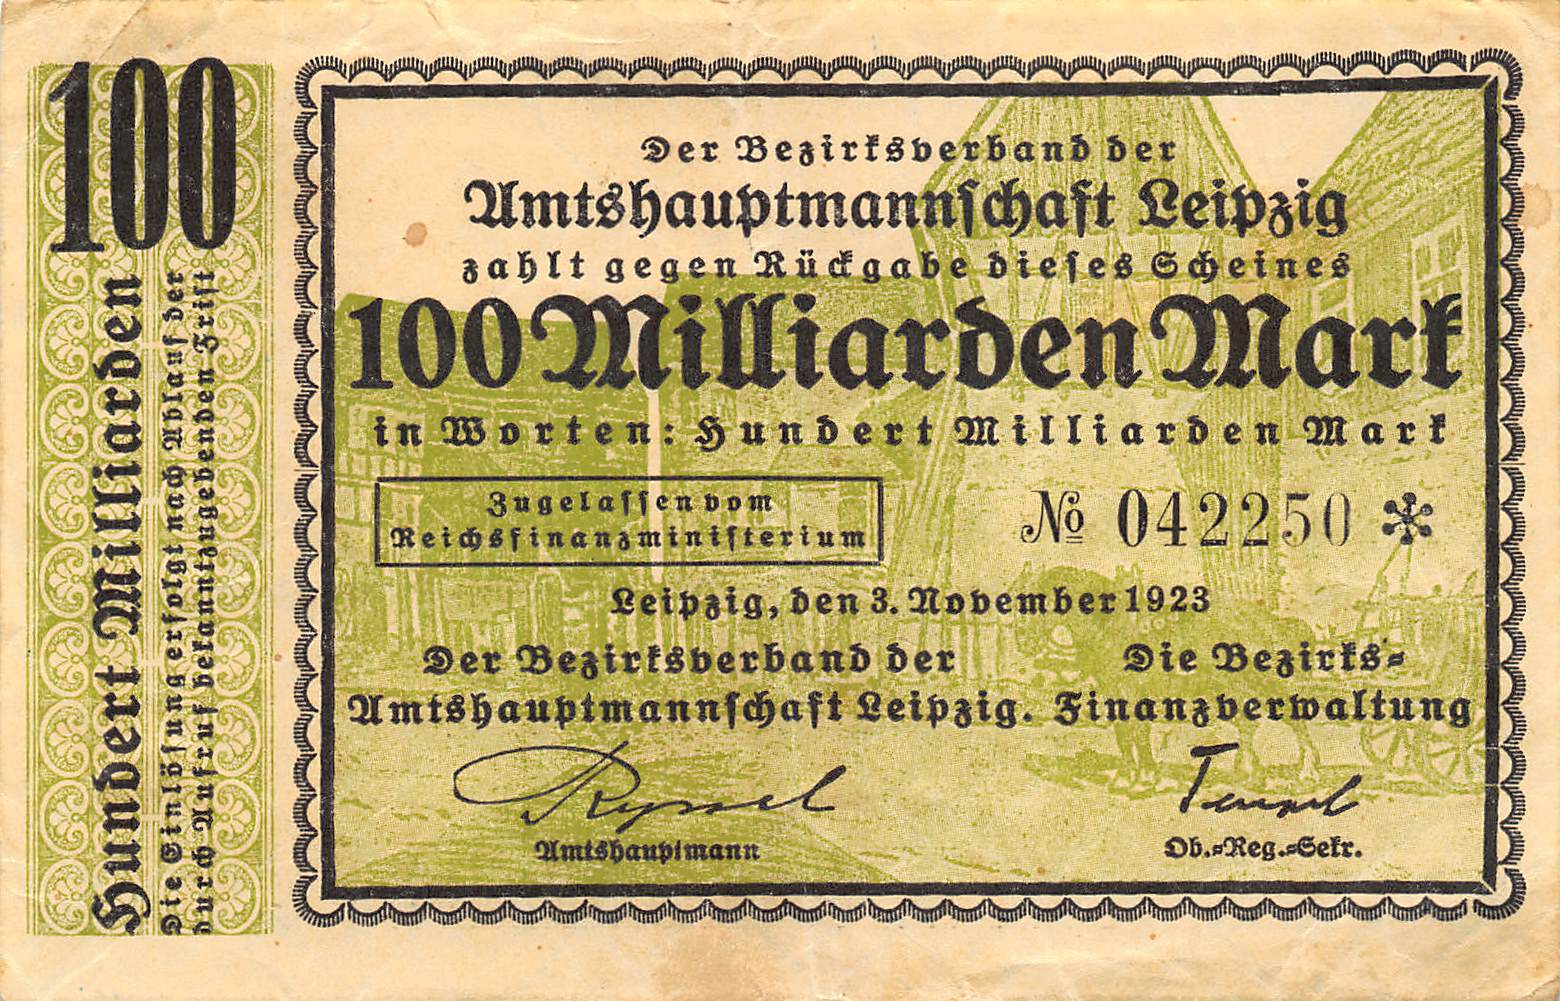 100
Hundert Milliarden
Die Einlösung erfolgt nach Ablauf der
durch Aufruf bekanntzugebenden Frist
Der Bezirksverband der
Amtshauptmannschaft Leipzig
zahlt gegen Rückgabe dieses Scheines
100 Milliarden Mark
in Worten: Hundert Milliarden Mark
Zugelassen vom
Reichsfinanzministerium
№ 042250 *
Leipzig, den 3. November 1923
Der Bezirksverband der
Amtshauptmannschaft Leipzig.
Die Bezirks-
Finanzverwaltung
Amtshauptmann
Ob.-Reg.-Sekr.